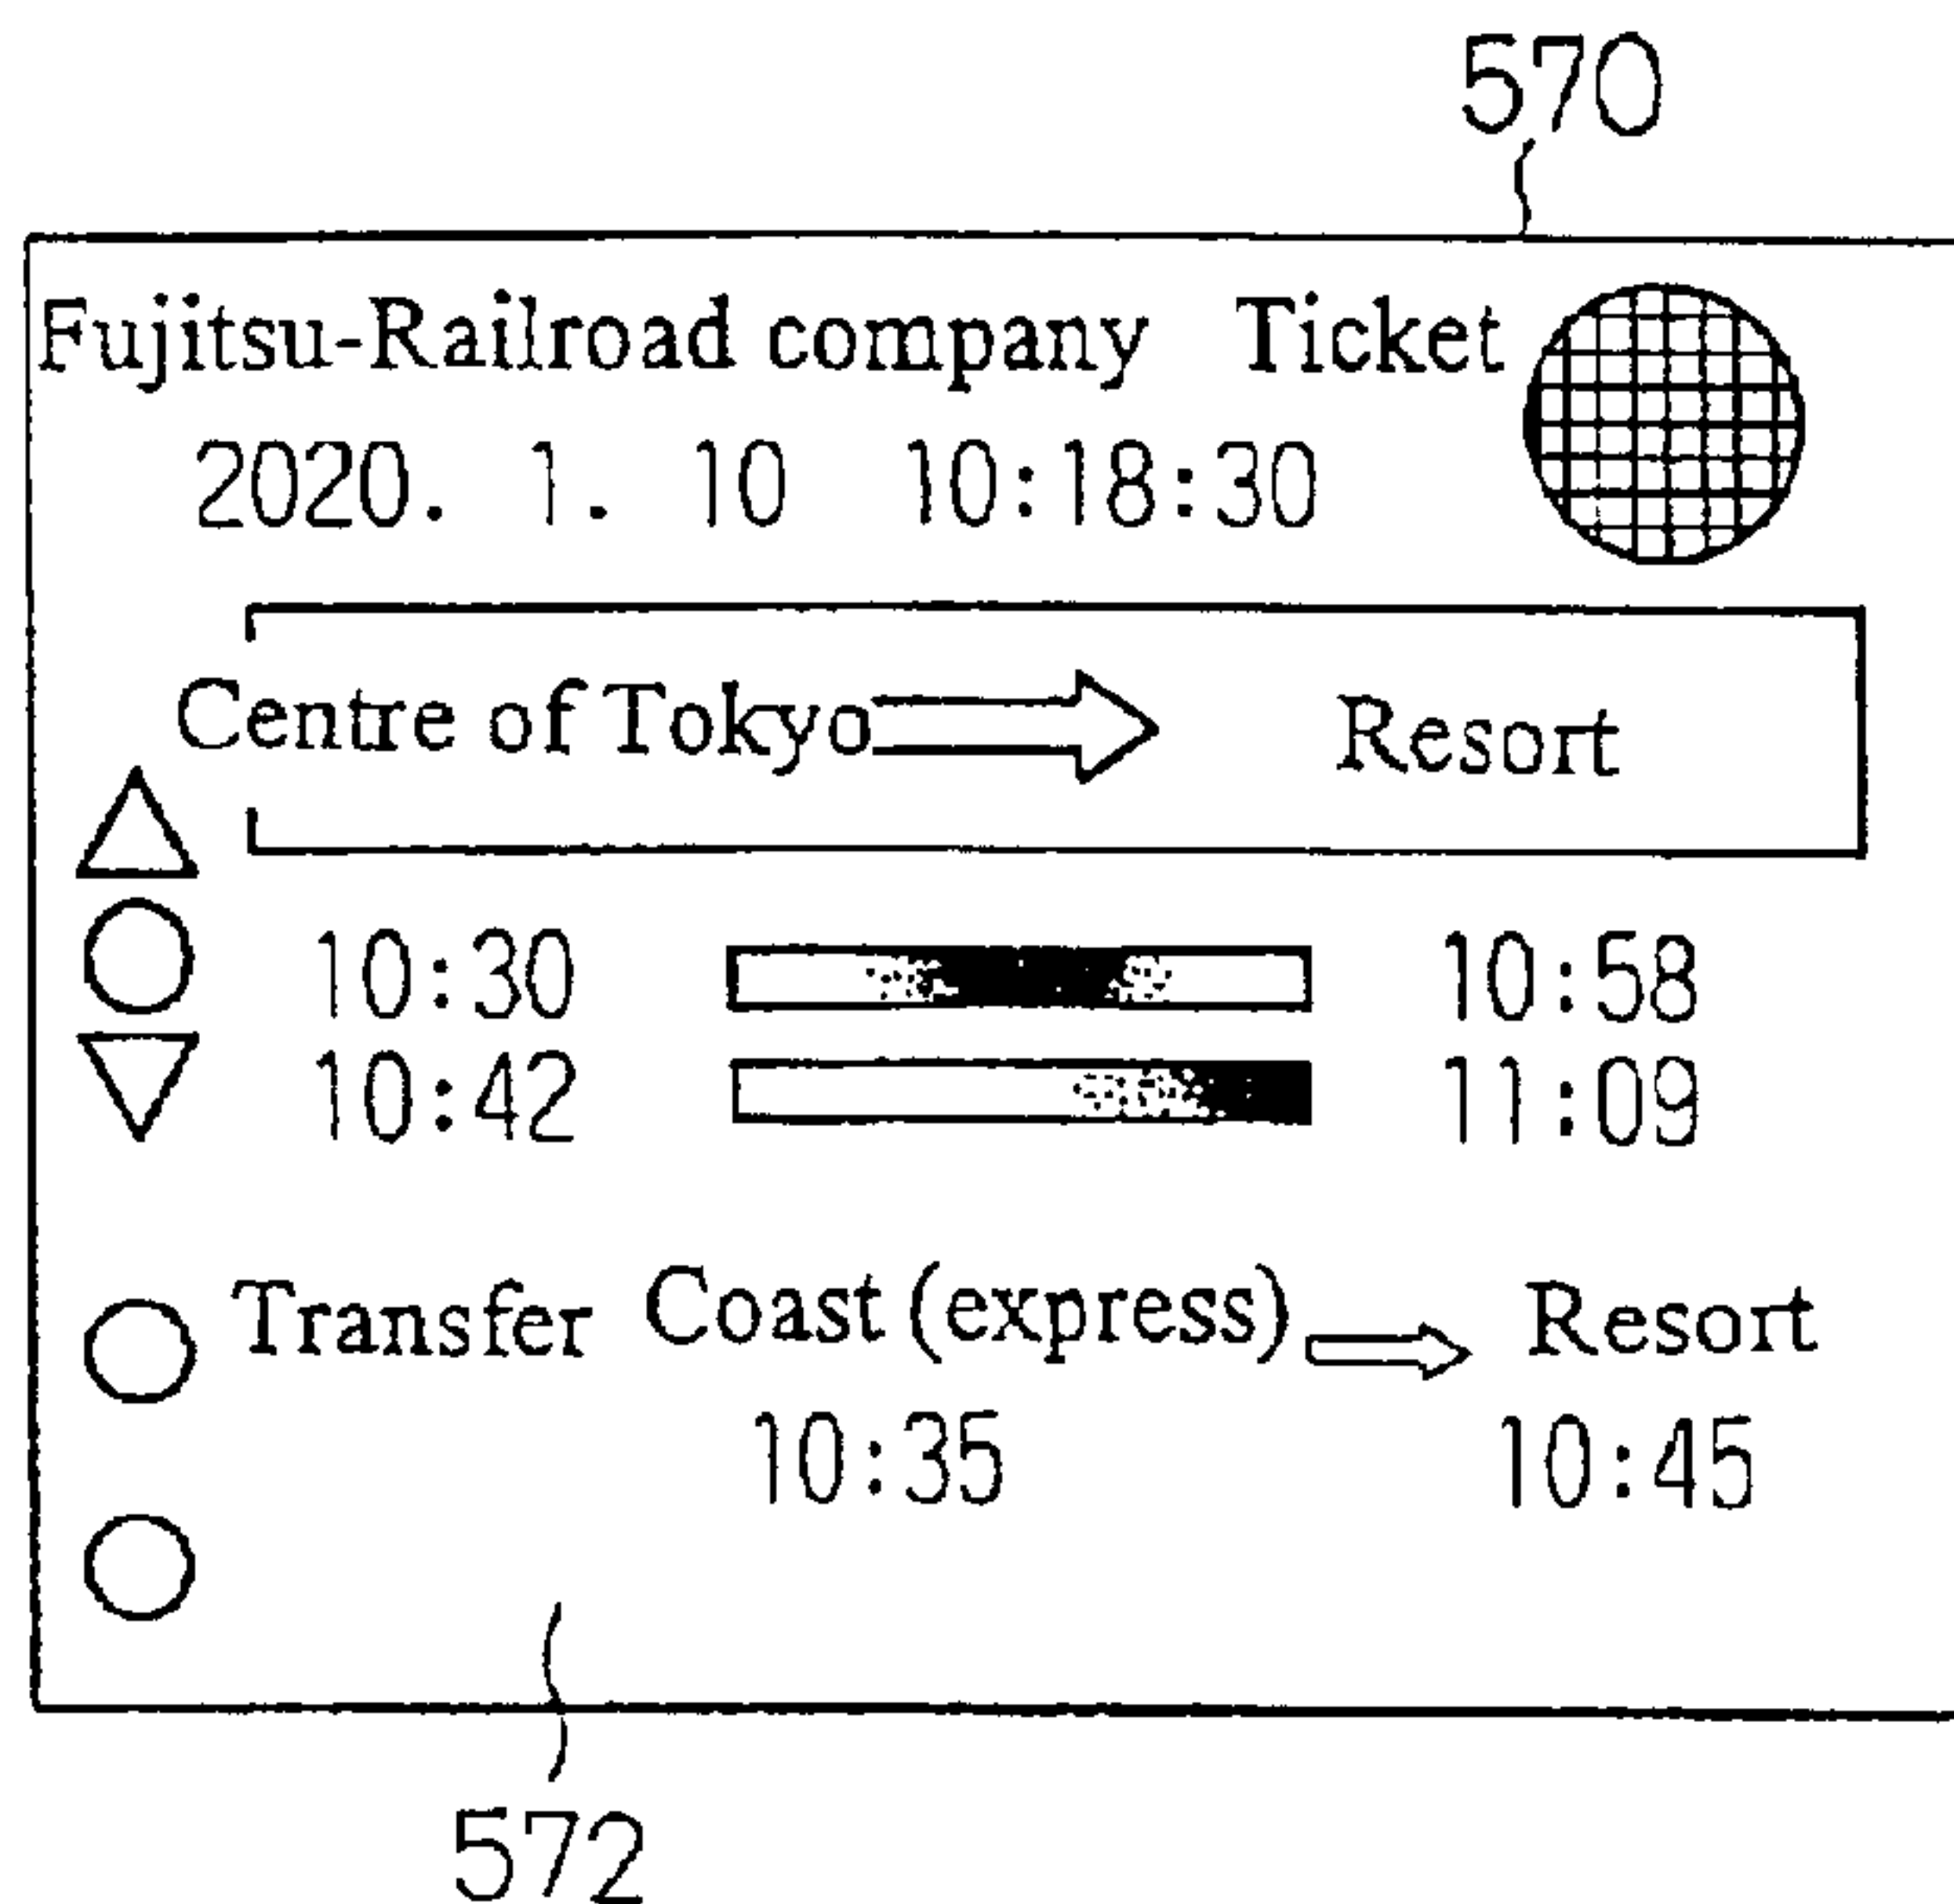 570
Fujitsu-Railroad company Ticket
2020. 1. 10 10:18:30
Centre of Tokyo Resort
10:30 10:58
10:42 11:09
Transfer Coast (express) Resort
10:35 10:45
572